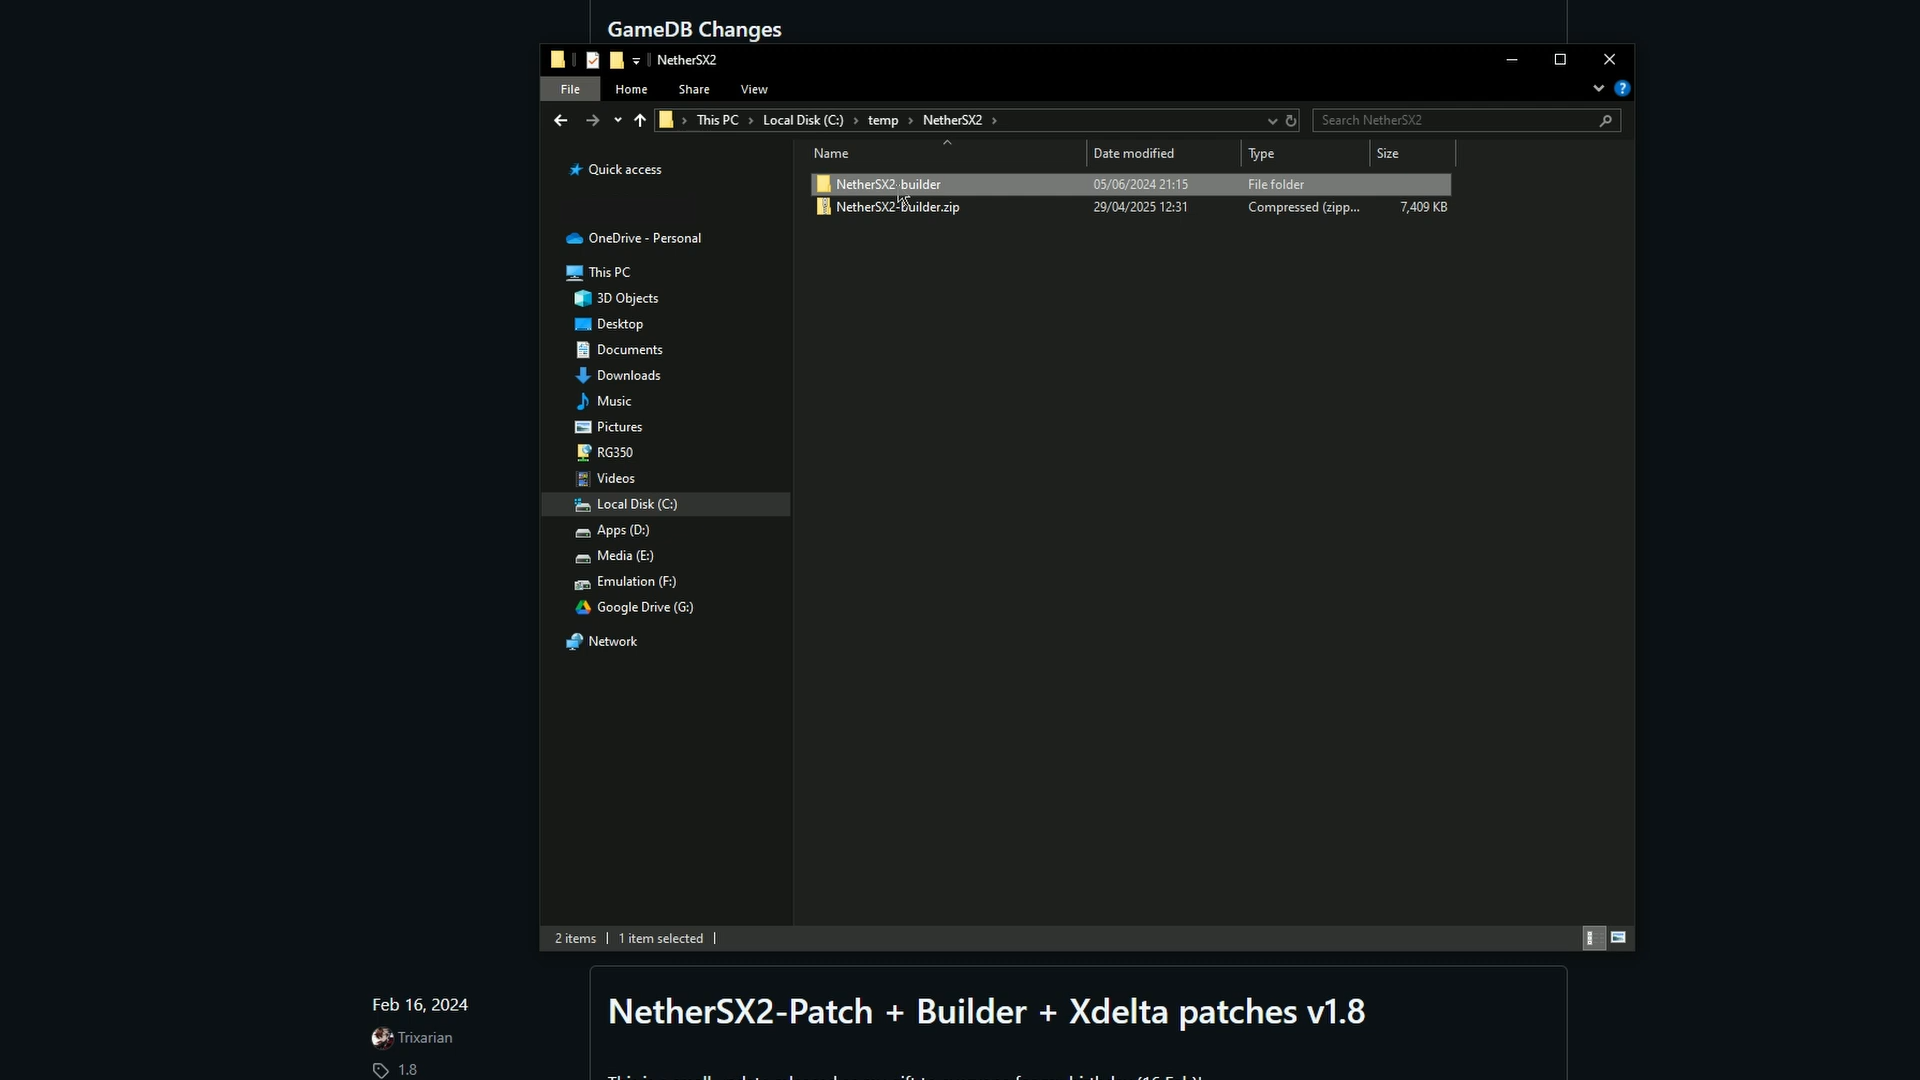 GameDB Changes
NetherSX2
File Home Share View
This PC Local Disk (C:) temp NetherSX2 Search NetherSX2
Name Date modified Type Size
Quick access
NetherSX2-builder 05/06/2024 21:15 File folder
NetherSX2-builder.zip 29/04/2025 12:31 Compressed (zipp... 7,409 KB
OneDrive - Personal
This PC
3D Objects
Desktop
Documents
Downloads
Music
Pictures
RG350
Videos
Local Disk (C:)
Apps (D:)
Media (E:)
Emulation (F:)
Google Drive (G:)
Network
2 items 1 item selected
Feb 16, 2024
NetherSX2-Patch + Builder + Xdelta patches v1.8
Trixarian
1.8